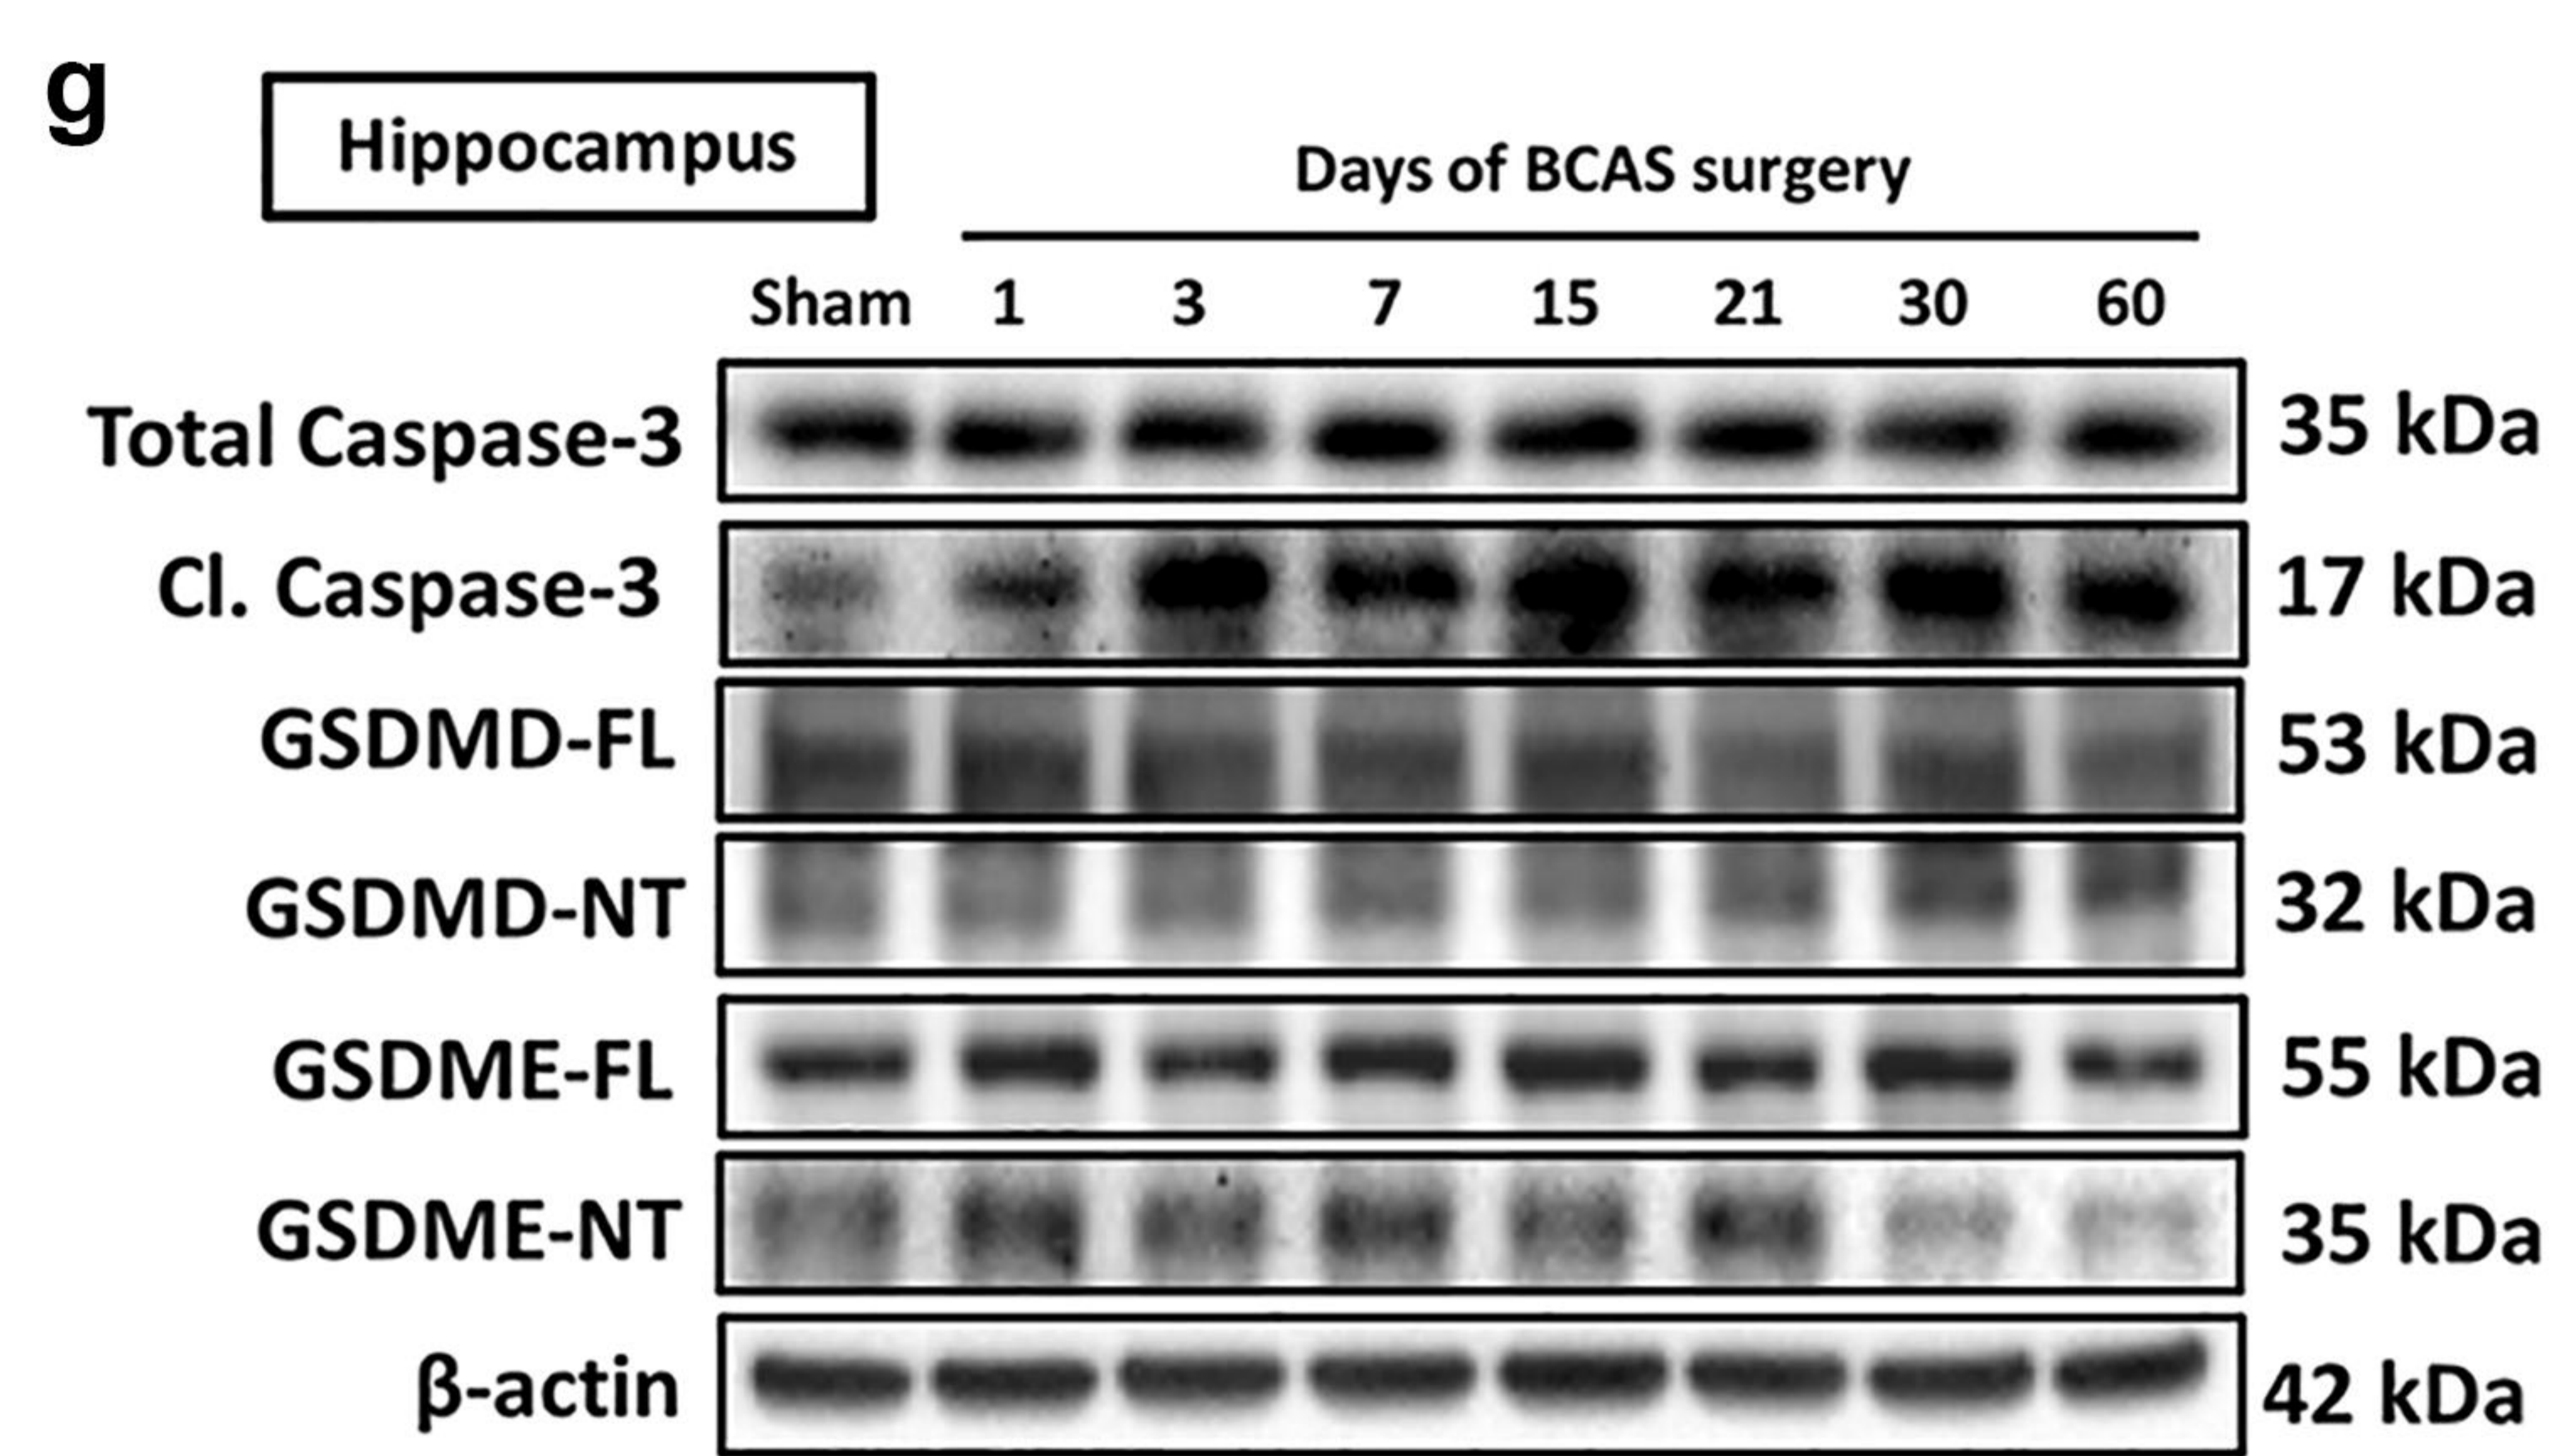 g
Hippocampus
Days of BCAS surgery
Sham 1 3 7 15 21 30 60
Total Caspase-3 35 kDa
Cl. Caspase-3 17 kDa
GSDMD-FL 53 kDa
GSDMD-NT 32 kDa
GSDME-FL 55 kDa
GSDME-NT 35 kDa
β-actin 42 kDa